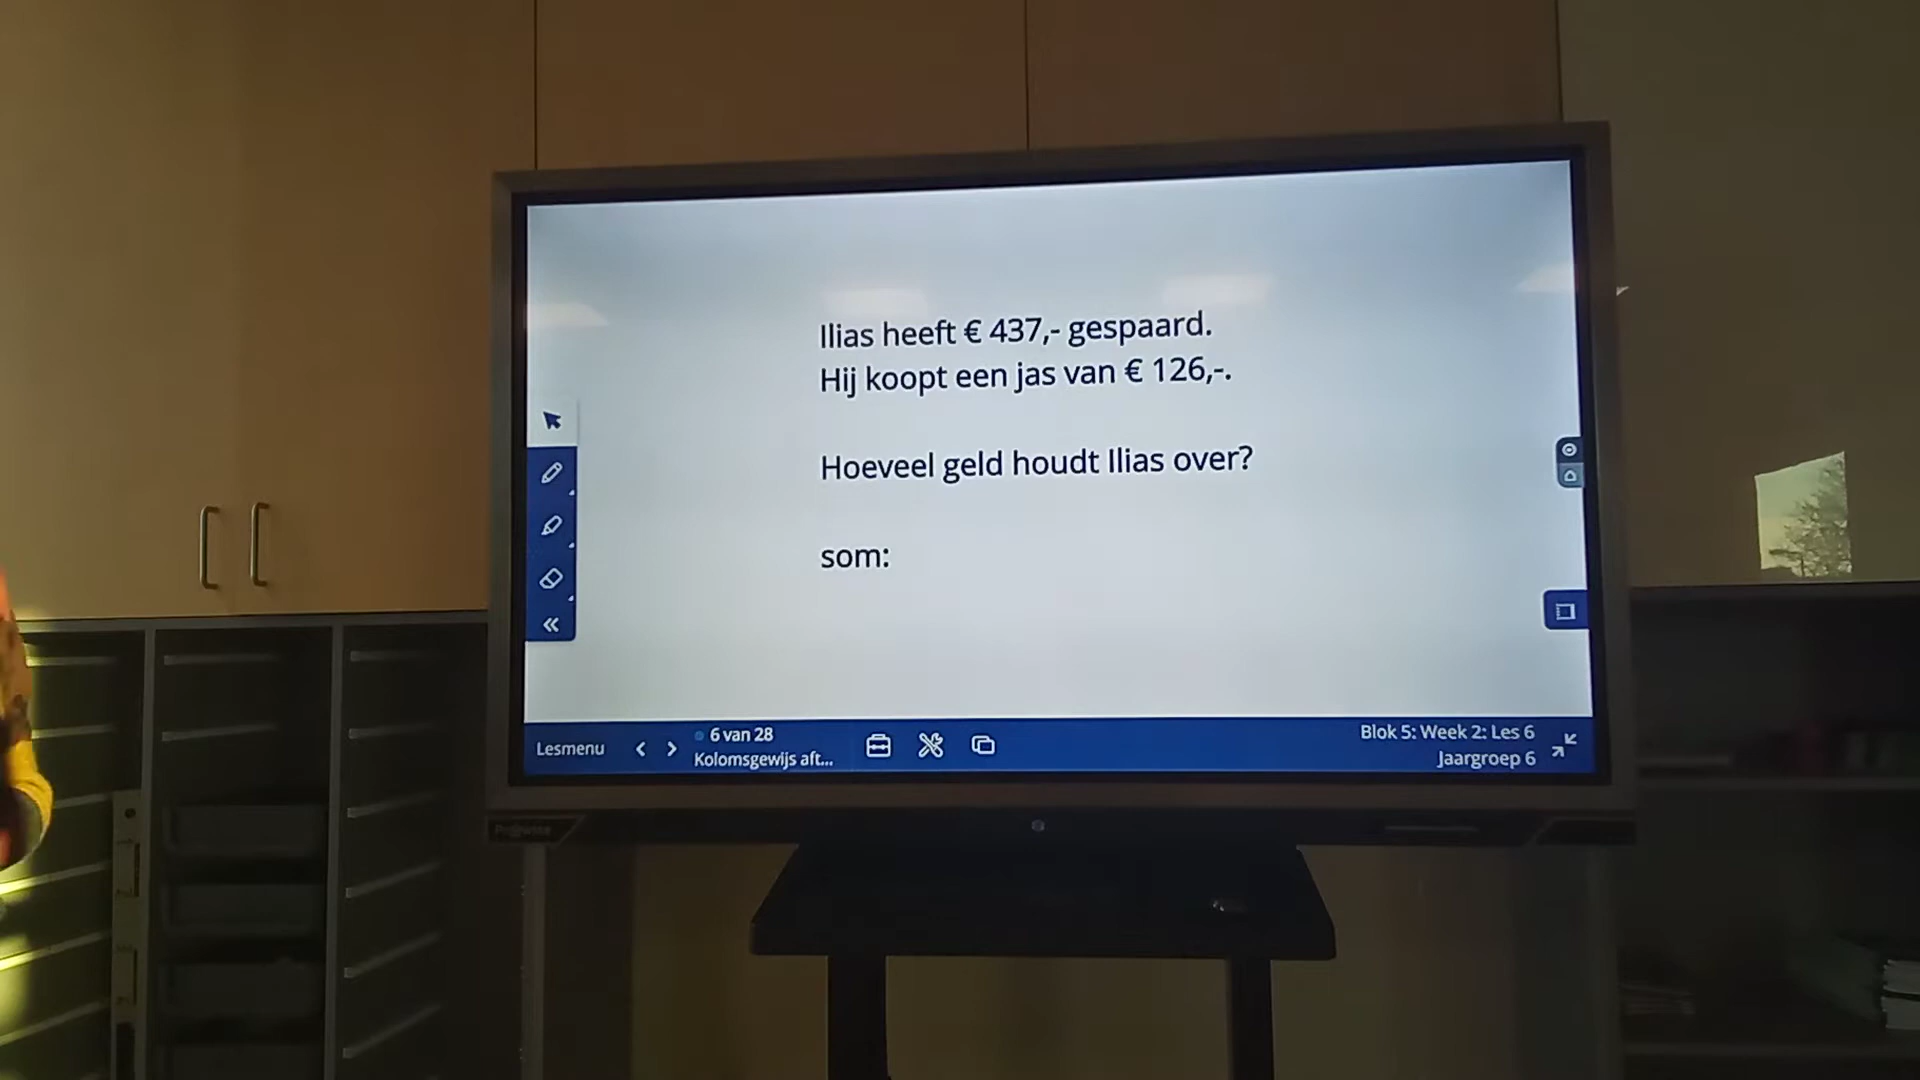 Ilias heeft € 437,- gespaard.
Hij koopt een jas van € 126,-.
Hoeveel geld houdt Ilias over?
som:
Lesmenu
6 van 28
Kolomsgewijs aft...
Blok 5: Week 2: Les 6
Jaargroep 6
Prowise